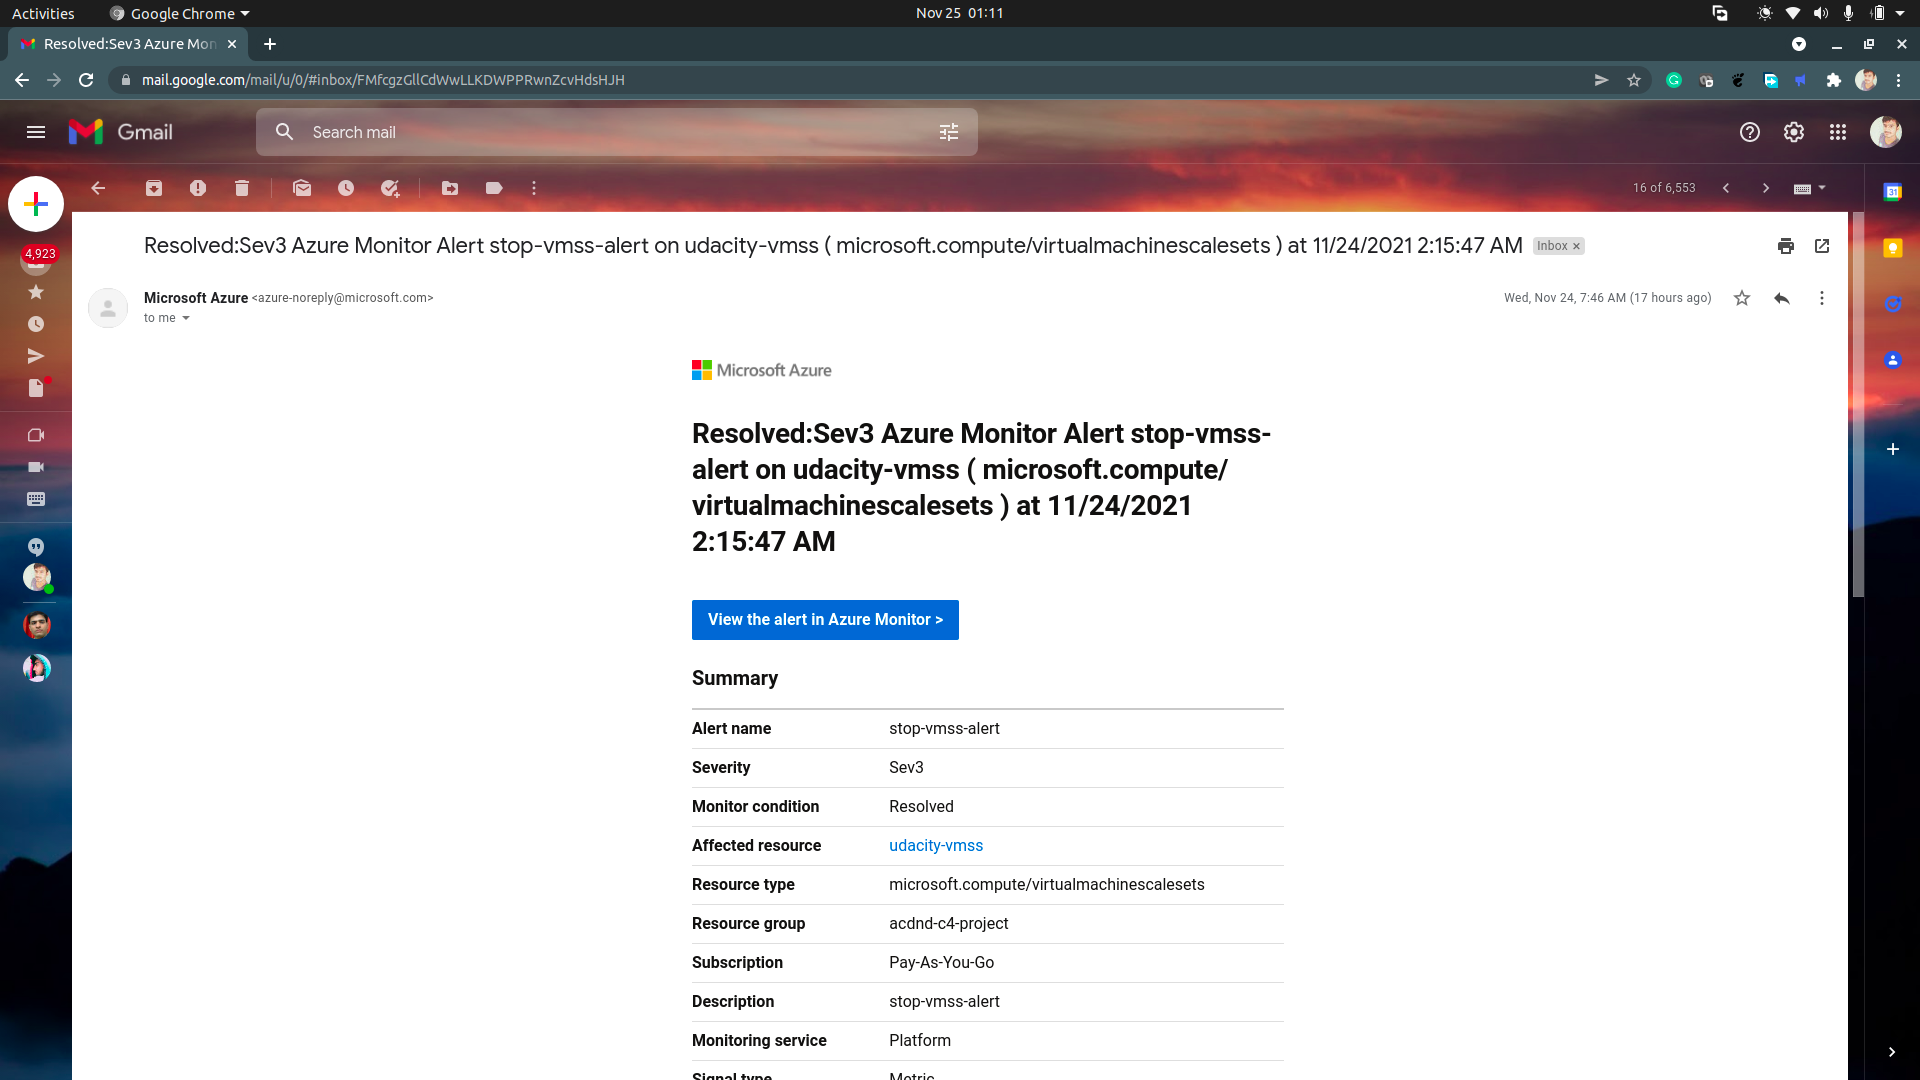 Activities
Google Chrome
Nov 25 01:11
Resolved:Sev3 Azure Mon
mail.google.com/mail/u/0/#inbox/FMfcgzGllCdWwLLKDWPPRwnZcvHdsHJH
Gmail
Search mail
16 of 6,553
31
4,923
Resolved:Sev3 Azure Monitor Alert stop-vmss-alert on udacity-vmss ( microsoft.compute/virtualmachinescalesets ) at 11/24/2021 2:15:47 AM
Inbox ×
Microsoft Azure <azure-noreply@microsoft.com>
Wed, Nov 24, 7:46 AM (17 hours ago)
to me
Microsoft Azure
Resolved:Sev3 Azure Monitor Alert stop-vmss-
alert on udacity-vmss ( microsoft.compute/
virtualmachinescalesets ) at 11/24/2021
2:15:47 AM
View the alert in Azure Monitor >
Summary
Alert name stop-vmss-alert
Severity Sev3
Monitor condition Resolved
Affected resource udacity-vmss
Resource type microsoft.compute/virtualmachinescalesets
Resource group acdnd-c4-project
Subscription Pay-As-You-Go
Description stop-vmss-alert
Monitoring service Platform
Signal type Metric